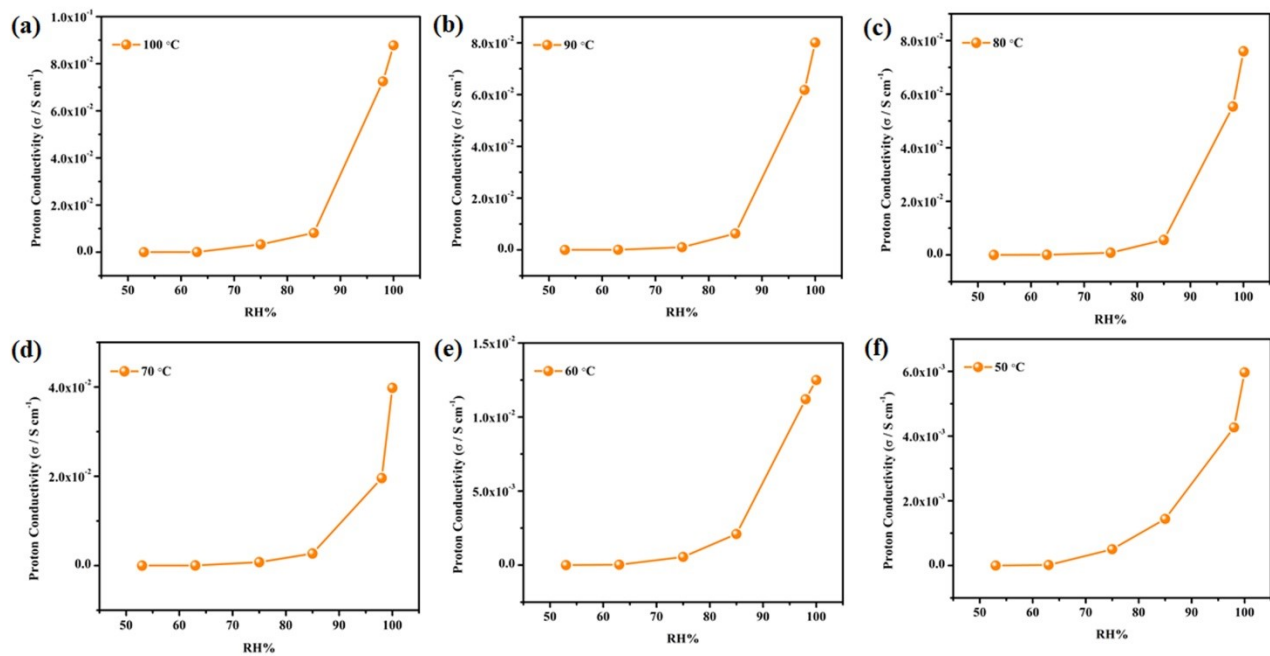 (a)
100 °C
1.0x10⁻¹
8.0x10⁻²
6.0x10⁻²
4.0x10⁻²
2.0x10⁻²
0.0
50 60 70 80 90 100
Proton Conductivity (σ / S cm⁻¹)
RH%
(b)
90 °C
8.0x10⁻²
6.0x10⁻²
4.0x10⁻²
2.0x10⁻²
0.0
50 60 70 80 90 100
Proton Conductivity (σ / S cm⁻¹)
RH%
(c)
80 °C
8.0x10⁻²
6.0x10⁻²
4.0x10⁻²
2.0x10⁻²
0.0
50 60 70 80 90 100
Proton Conductivity (σ / S cm⁻¹)
RH%
(d)
70 °C
4.0x10⁻²
2.0x10⁻²
0.0
50 60 70 80 90 100
Proton Conductivity (σ / S cm⁻¹)
RH%
(e)
60 °C
1.5x10⁻²
1.0x10⁻²
5.0x10⁻³
0.0
50 60 70 80 90 100
Proton Conductivity (σ / S cm⁻¹)
RH%
(f)
50 °C
6.0x10⁻³
4.0x10⁻³
2.0x10⁻³
0.0
50 60 70 80 90 100
Proton Conductivity (σ / S cm⁻¹)
RH%